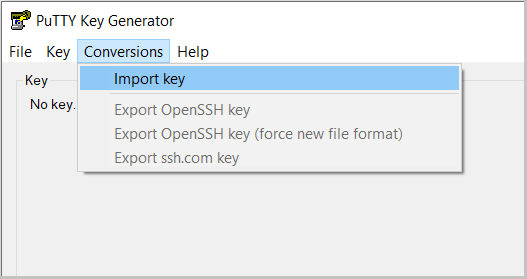 PuTTY Key Generator
File Key Conversions Help
Key
No key.
Import key
Export OpenSSH key
Export OpenSSH key (force new file format)
Export ssh.com key